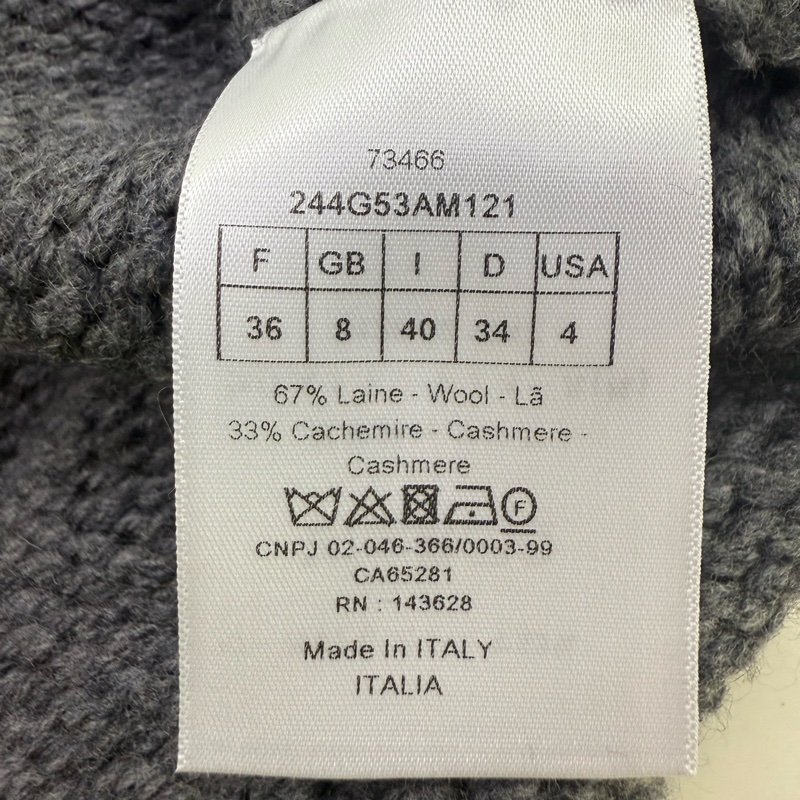 73466
244G53AM121
F GB I D USA
36 8 40 34 4
67% Laine - Wool - Lã
33% Cachemire - Cashmere -
Cashmere
F
CNPJ 02-046-366/0003-99
CA65281
RN : 143628
Made In ITALY
ITALIA